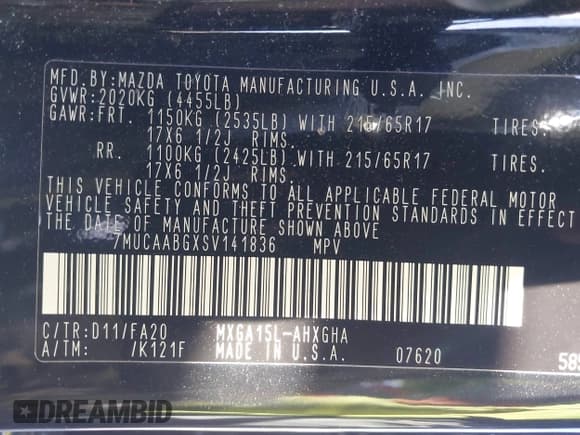 MFD.BY:MAZDA TOYOTA MANUFACTURING U.S.A. INC.
GVWR:2020KG (4455LB)
GAWR:FRT. 1150KG (2535LB) WITH 215/65R17 TIRES.
17X6 1/2J RIMS.
RR. 1100KG (2425LB) WITH 215/65R17 TIRES.
17X6 1/2J RIMS.
THIS VEHICLE CONFORMS TO ALL APPLICABLE FEDERAL MOTOR
VEHICLE SAFETY AND THEFT PREVENTION STANDARDS IN EFFECT
THE DATE OF MANUFACTURE SHOWN ABOVE
7MUCAABGXSV141836 MPV
C/TR:D11/FA20 MXGA15L-AHXGHA
A/TM: /K121F MADE IN U.S.A. 07620
DREAMBID